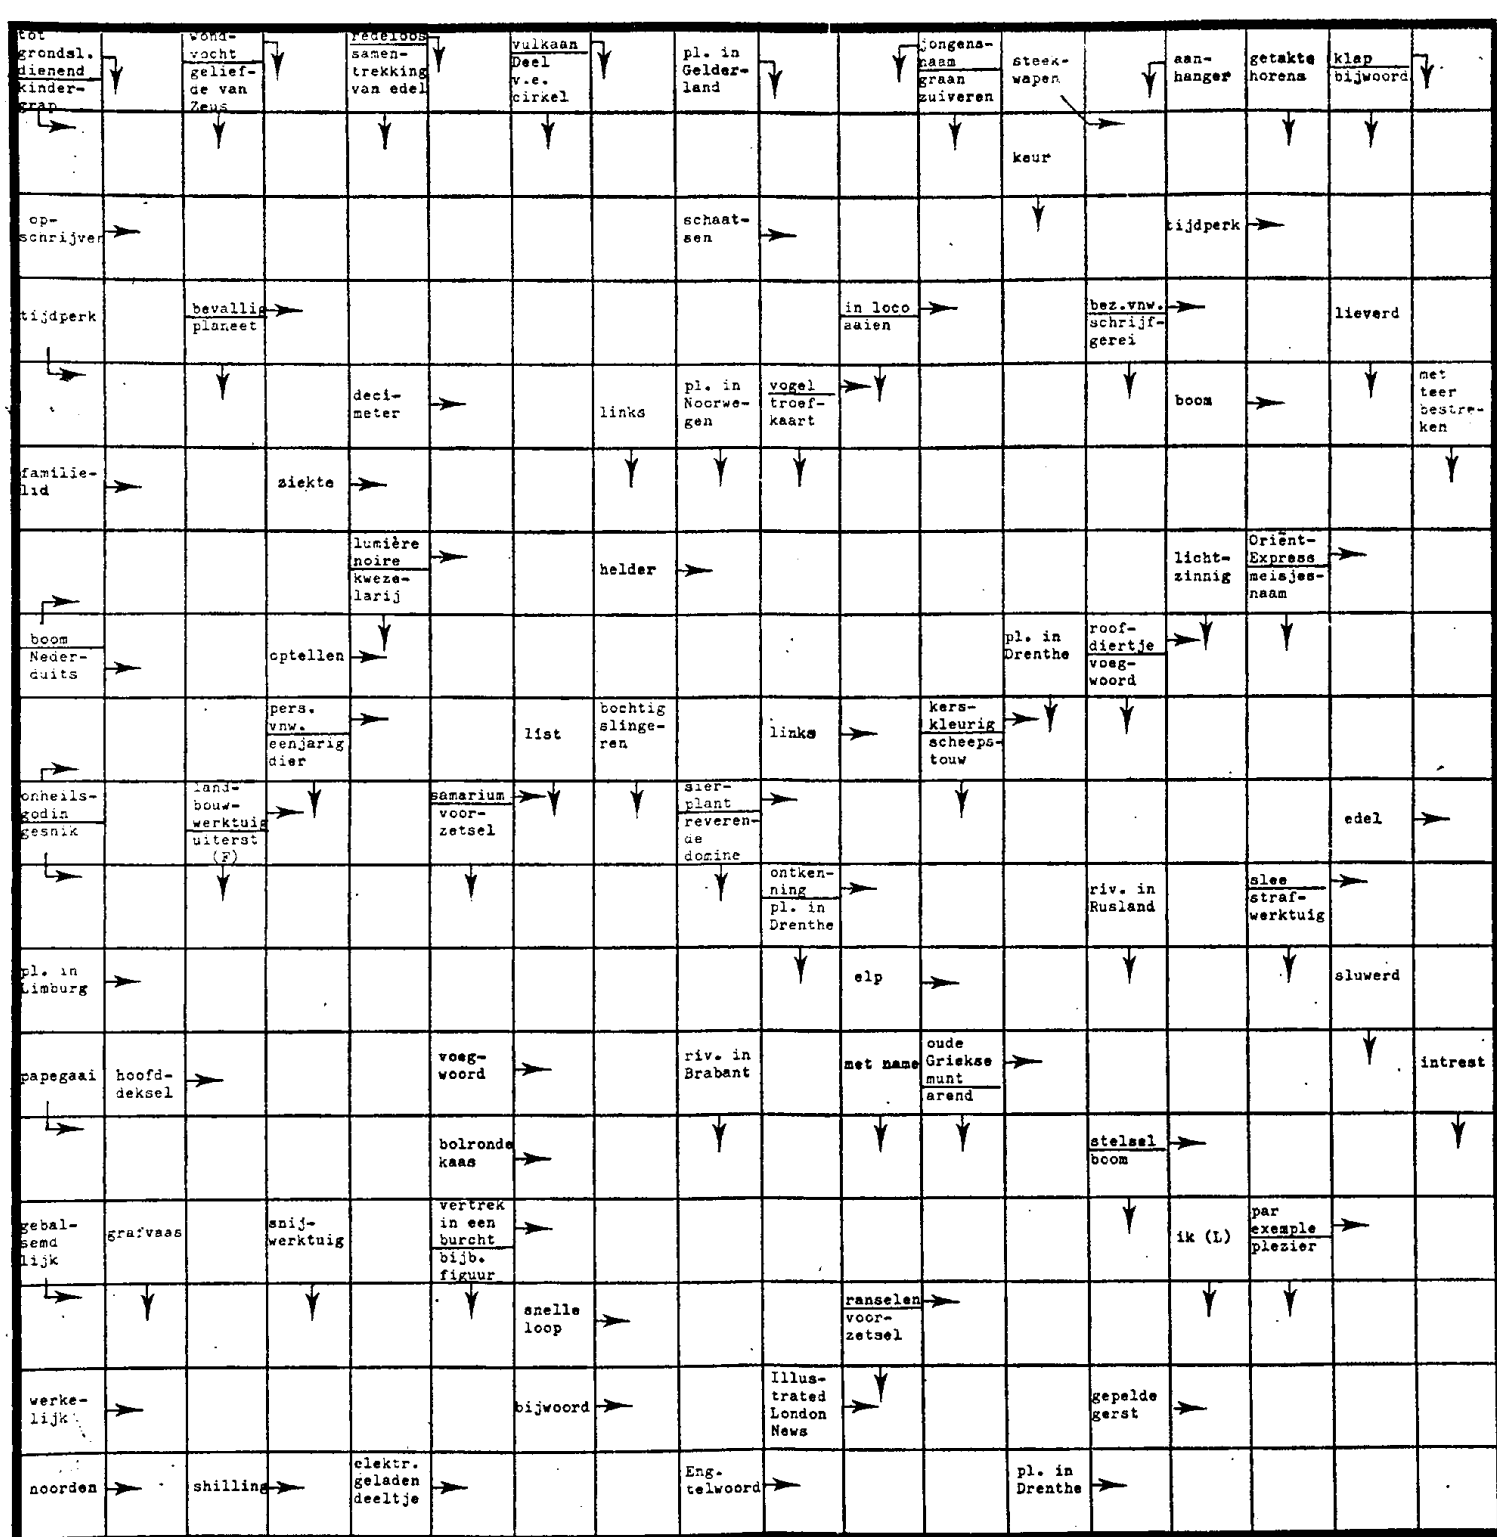 tot
grondsl.
dienend
kinder-
grap
wond-
vocht
gelief-
de van
Zeus
redeloos
samen-
trekking
van edel
vulkaan
Deel
v.e.
cirkel
pl. in
Gelder-
land
jongens-
naam
graan
zuiveren
steek-
wapen
aan-
hanger
getakte
horens
klap
bijwoord
keur
op-
schrijver
schaat-
sen
tijdperk
tijdperk
bevallig
planeet
in loco
aaien
bez.vnw.
schrijf-
gerei
lieverd
deci-
meter
links
pl. in
Noorwe-
gen
vogel
troef-
kaart
boom
met
teer
bestre-
ken
familie-
lid
ziekte
lumière
noire
kweze-
larij
helder
licht-
zinnig
Oriënt-
Express
meisjes-
naam
boom
Neder-
duits
optellen
pl. in
Drenthe
roof-
diertje
voeg-
woord
pers.
vnw.
eenjarig
dier
list
bochtig
slinge-
ren
links
kers-
kleurig
scheeps-
touw
onheils-
godin
gesnik
land-
bouw-
werktuig
uiterst
(F)
samarium
voor-
zetsel
sier-
plant
reveren-
de
domine
edel
ontken-
ning
pl. in
Drenthe
riv. in
Rusland
slee
straf-
werktuig
pl. in
Limburg
elp
sluwerd
papegaai
hoofd-
deksel
voeg-
woord
riv. in
Brabant
met name
oude
Griekse
munt
arend
intrest
bolronde
kaas
stelsel
boom
gebal-
semd
lijk
grafvaas
snij-
werktuig
vertrek
in een
burcht
bijb.
figuur
ik (L)
par
exemple
plezier
snelle
loop
ranselen
voor-
zetsel
werke-
lijk
bijwoord
Illus-
trated
London
News
gepelde
gerst
noorden
shilling
elektr.
geladen
deeltje
Eng.
telwoord
pl. in
Drenthe